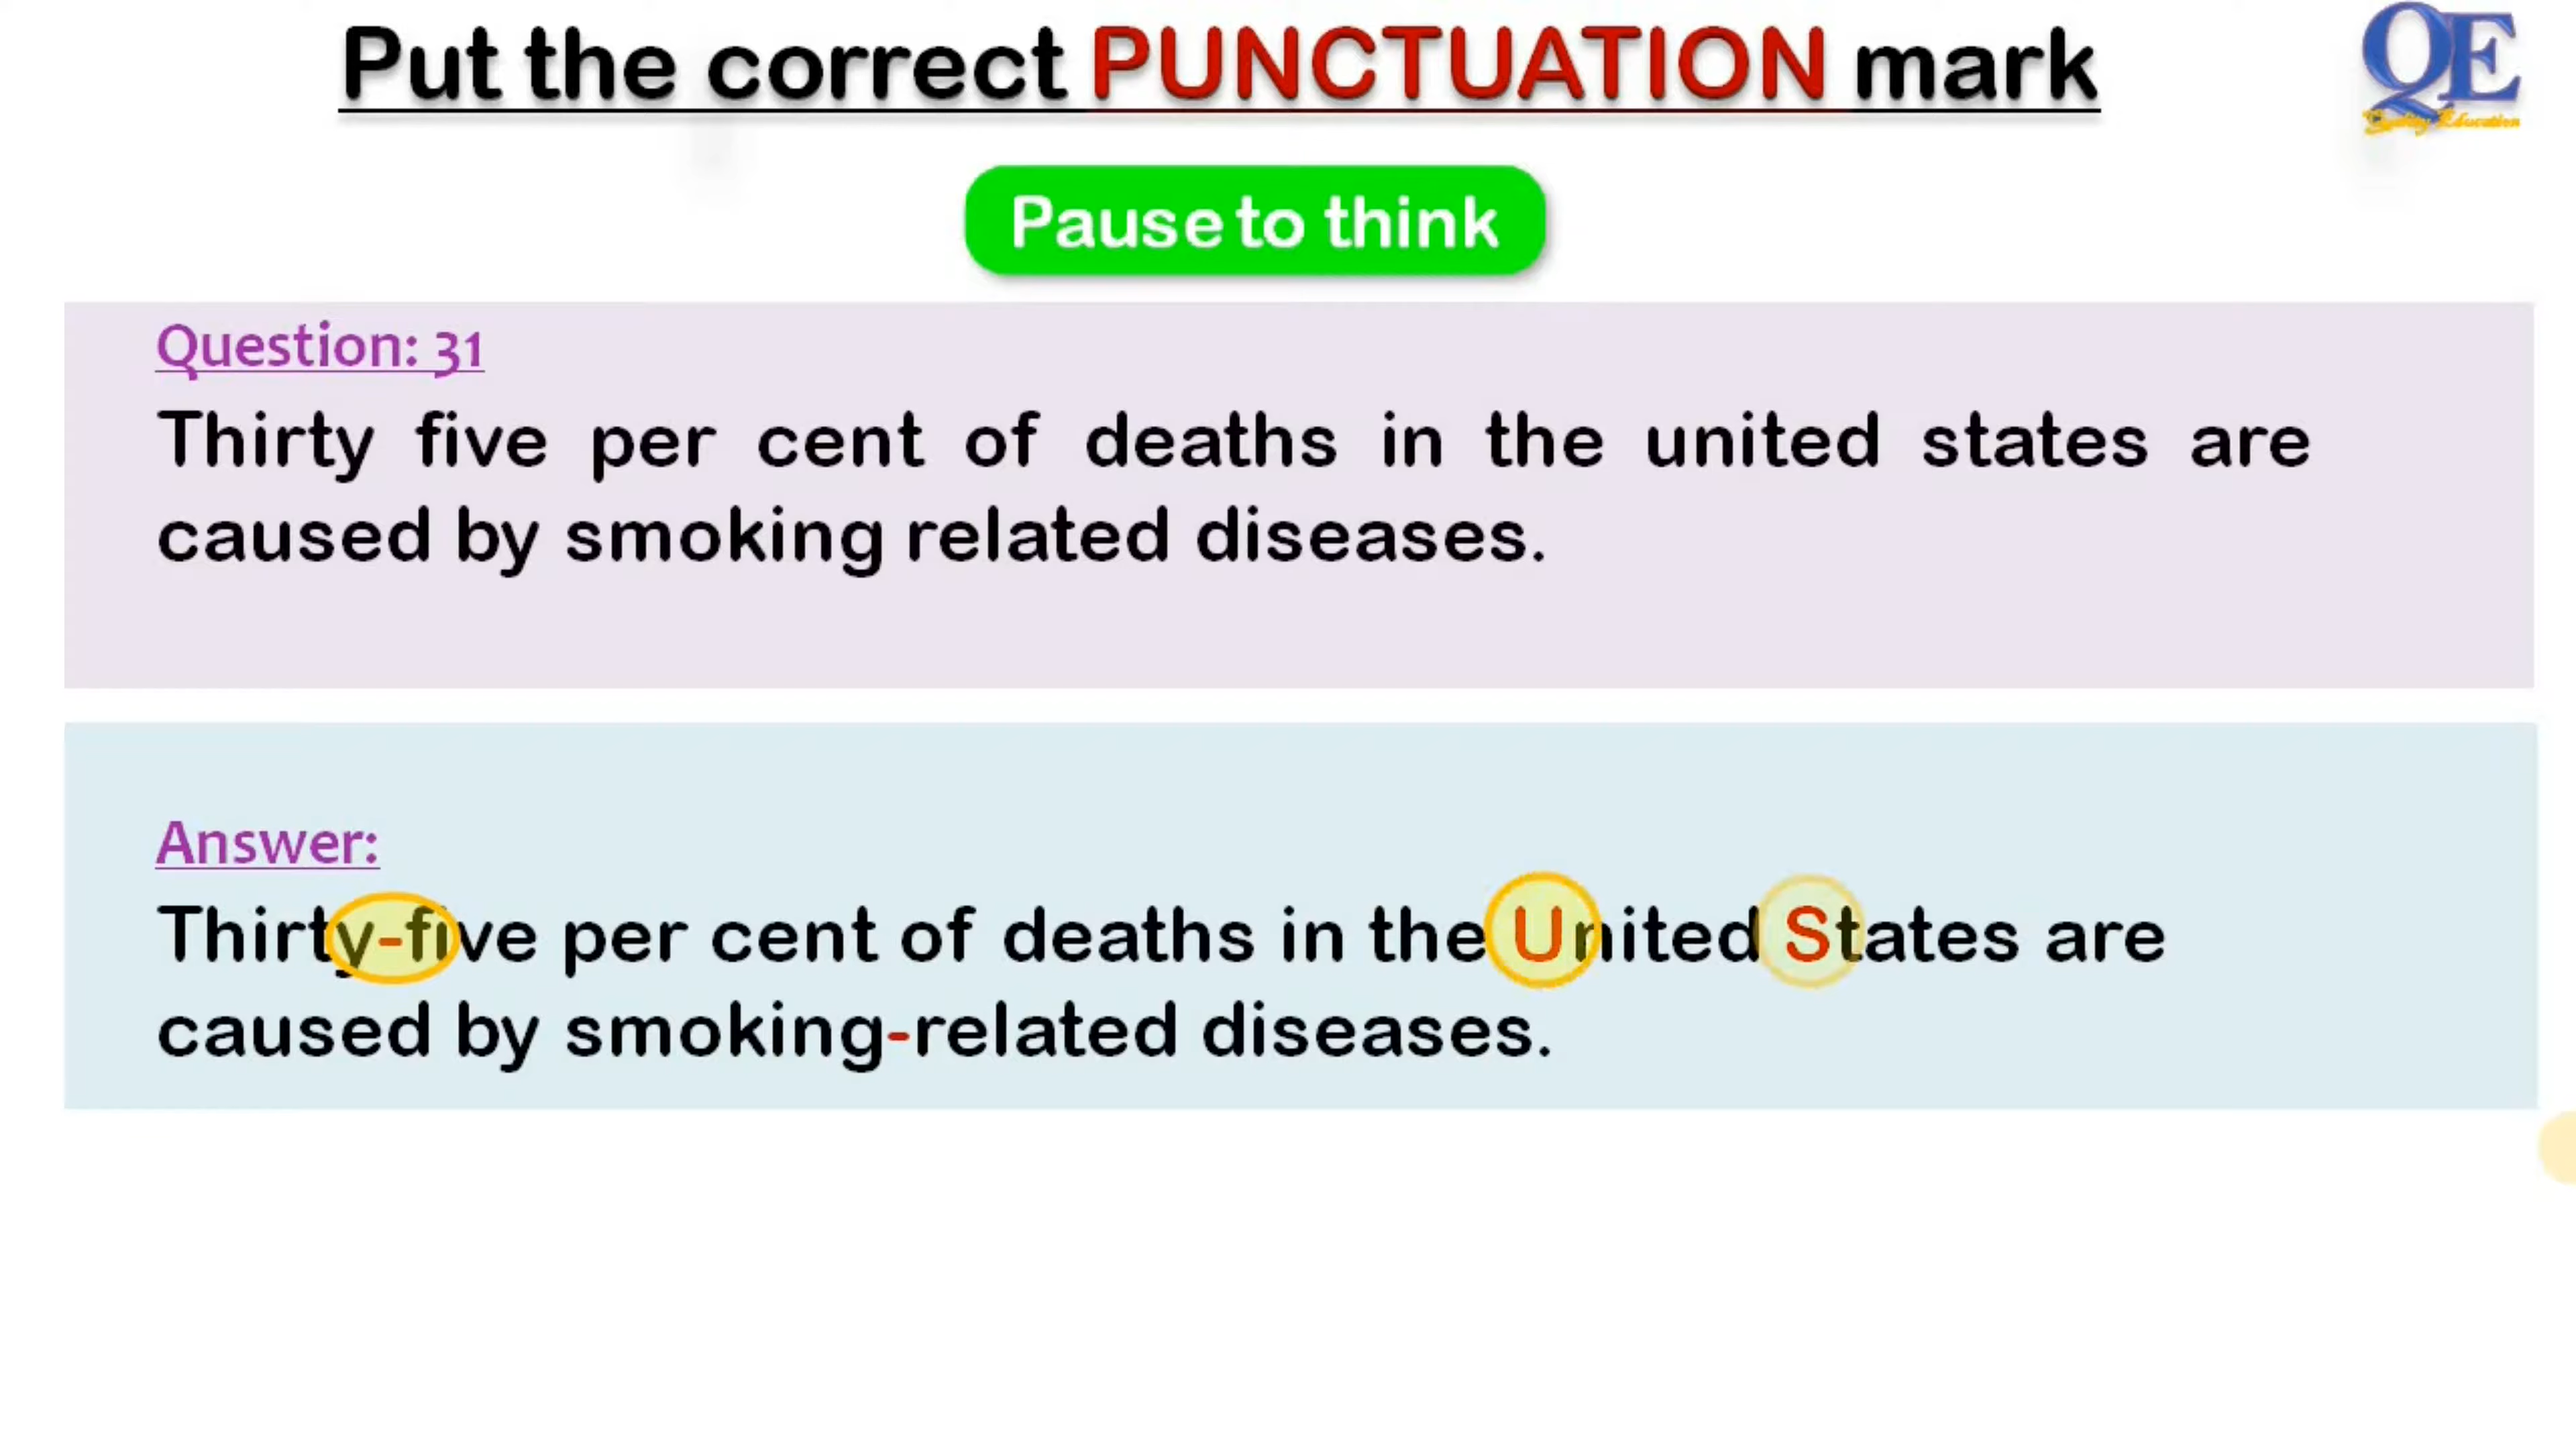 Put the correct PUNCTUATION mark
QE
Quality Education
Pause to think
Question: 31
Thirty five per cent of deaths in the united states are
caused by smoking related diseases.
Answer:
Thirty-five per cent of deaths in the United States are
caused by smoking-related diseases.